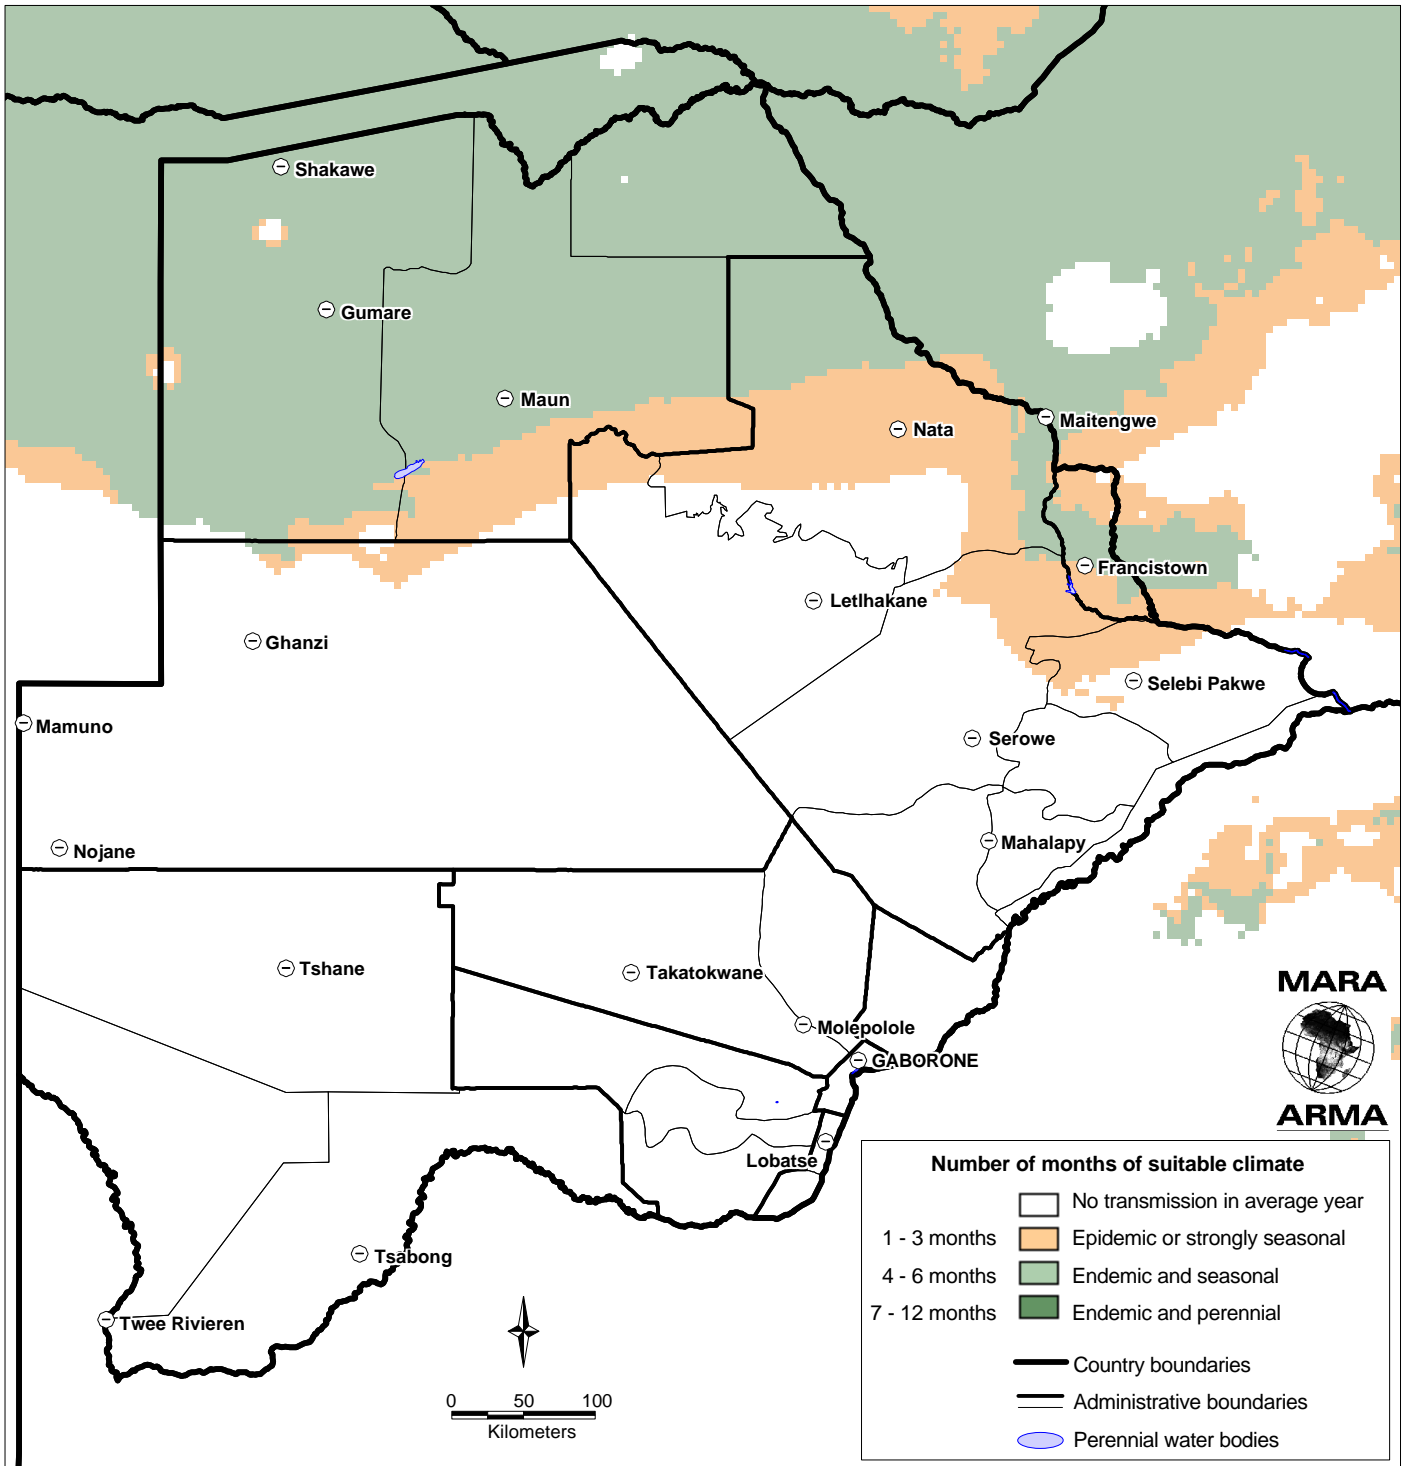 Shakawe
Gumare
Maun
Nata
Maitengwe
Francistown
Letlhakane
Ghanzi
Selebi Pakwe
Mamuno
Serowe
Mahalapy
Nojane
Tshane
Takatokwane
Molepolole
GABORONE
Lobatse
Tsabong
Twee Rivieren
MARA
ARMA
Number of months of suitable climate
No transmission in average year
1 - 3 months Epidemic or strongly seasonal
4 - 6 months Endemic and seasonal
7 - 12 months Endemic and perennial
Country boundaries
Administrative boundaries
Perennial water bodies
0 50 100
Kilometers